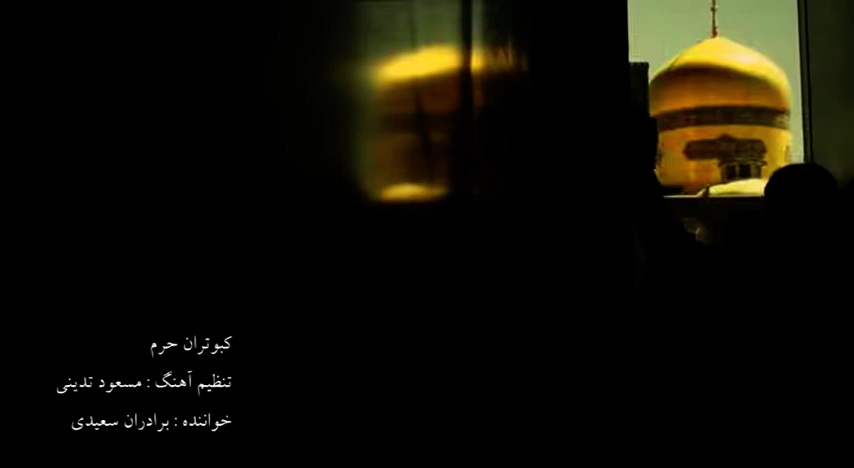 کبوتران حرم
تنظیم آهنگ : مسعود تدینی
خواننده : برادران سعیدی